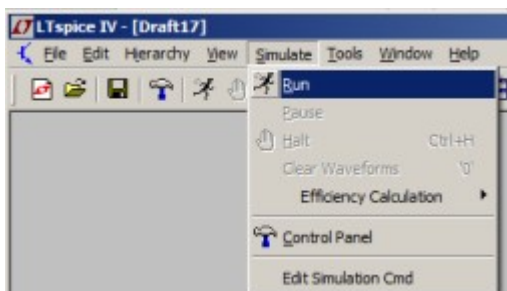 LTspice IV - [Draft17]
File Edit Hierarchy View Simulate Tools Window Help
Run
Pause
Halt Ctrl+H
Clear Waveforms '0'
Efficiency Calculation
Control Panel
Edit Simulation Cmd